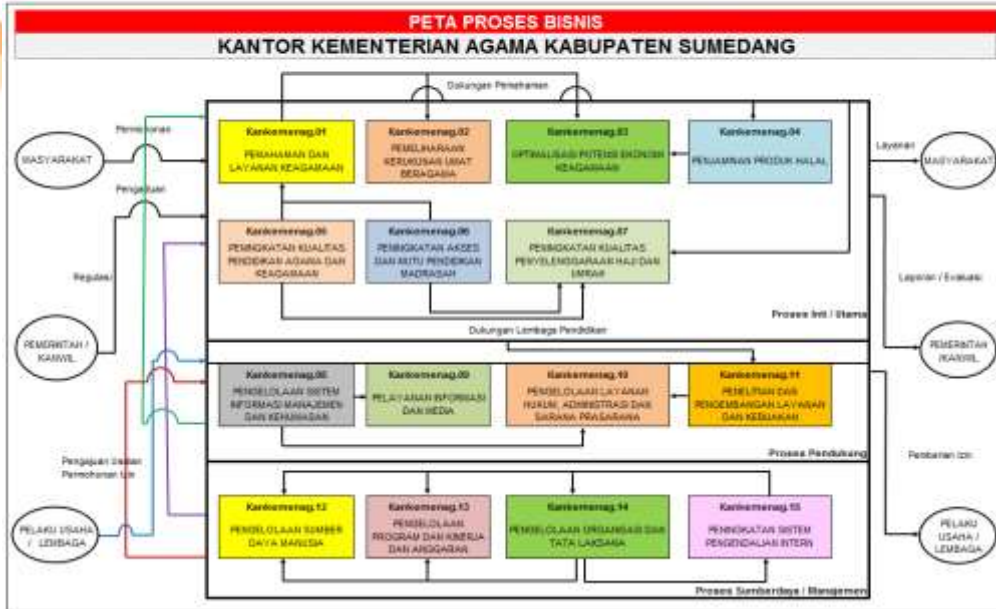 PETA PROSES BISNIS
KANTOR KEMENTERIAN AGAMA KABUPATEN SUMEDANG
Dukungan Pemahaman
Permohonan
Kankemenag.01
PEMAHAMAN DAN
LAYANAN KEAGAMAAN
Kankemenag.02
PEMELIHARAAN
KERUKUNAN UMAT
BERAGAMA
Kankemenag.03
OPTIMALISASI POTENSI EKONOMI
KEAGAMAAN
Kankemenag.04
PENJAMINAN PRODUK HALAL
Layanan
MASYARAKAT
MASYARAKAT
Pengaduan
Kankemenag.05
PENINGKATAN KUALITAS
PENDIDIKAN AGAMA DAN
KEAGAMAAN
Kankemenag.06
PENINGKATAN AKSES
DAN MUTU PENDIDIKAN
MADRASAH
Kankemenag.07
PENINGKATAN KUALITAS
PENYELENGGARAAN HAJI DAN
UMRAH
Regulasi
Laporan / Evaluasi
Proses Inti / Utama
Dukungan Lembaga Pendidikan
PEMERINTAH /
KANWIL
PEMERINTAH
/KANWIL
Kankemenag.08
PENGELOLAAN SISTEM
INFORMASI MANAJEMEN
DAN KEHUMASAN
Kankemenag.09
PELAYANAN INFORMASI
DAN MEDIA
Kankemenag.10
PENGELOLAAN LAYANAN
HUKUM, ADMINISTRASI DAN
SARANA PRASARANA
Kankemenag.11
PENELITIAN DAN
PENGEMBANGAN LAYANAN
DAN KEBIJAKAN
Proses Pendukung
Pengajuan Usulan
Permohonan Izin
Pemberian Izin
Kankemenag.12
PENGELOLAAN SUMBER
DAYA MANUSIA
Kankemenag.13
PENGELOLAAN
PROGRAM DAN KINERJA
DAN ANGGARAN
Kankemenag.14
PENGELOLAAN ORGANISASI DAN
TATA LAKSANA
Kankemenag.15
PENINGKATAN SISTEM
PENGENDALIAN INTERN
PELAKU USAHA
/ LEMBAGA
PELAKU
USAHA /
LEMBAGA
Proses Sumberdaya / Manajemen